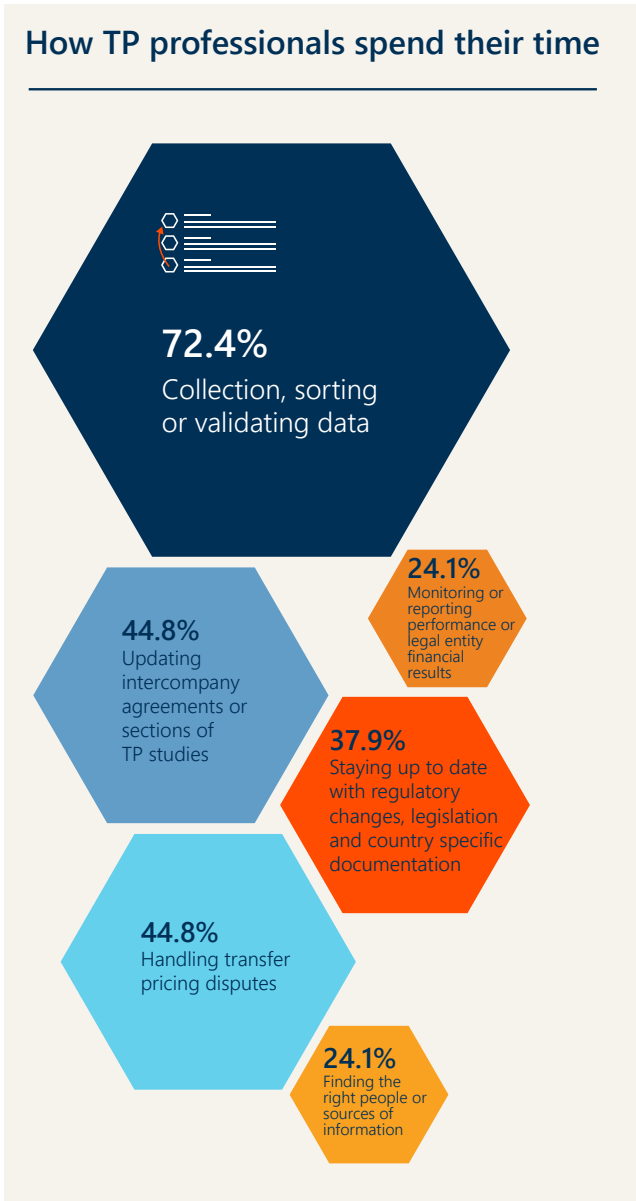 How TP professionals spend their time
72.4%
Collection, sorting
or validating data
24.1%
Monitoring or
reporting
performance or
legal entity
financial
results
44.8%
Updating
intercompany
agreements or
sections of
TP studies
37.9%
Staying up to date
with regulatory
changes, legislation
and country specific
documentation
44.8%
Handling transfer
pricing disputes
24.1%
Finding the
right people or
sources of
information